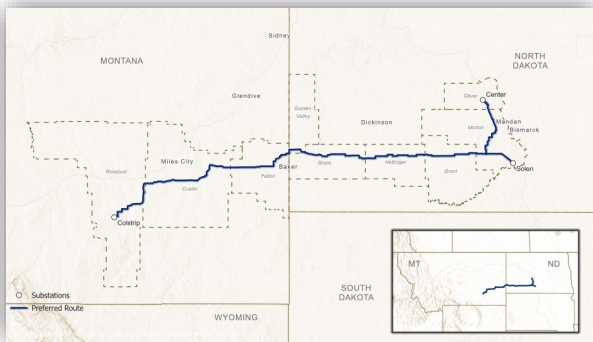 Sidney
MONTANA
NORTH
DAKOTA
Glendive
Golden
Valley
Oliver
Center
Dickinson
Morton
Mandan
Bismarck
Miles City
Rosebud
Custer
Fallon
Baker
Slope
Hettinger
Grant
Solen
Colstrip
MT
ND
SOUTH
DAKOTA
WYOMING
Substations
Preferred Route